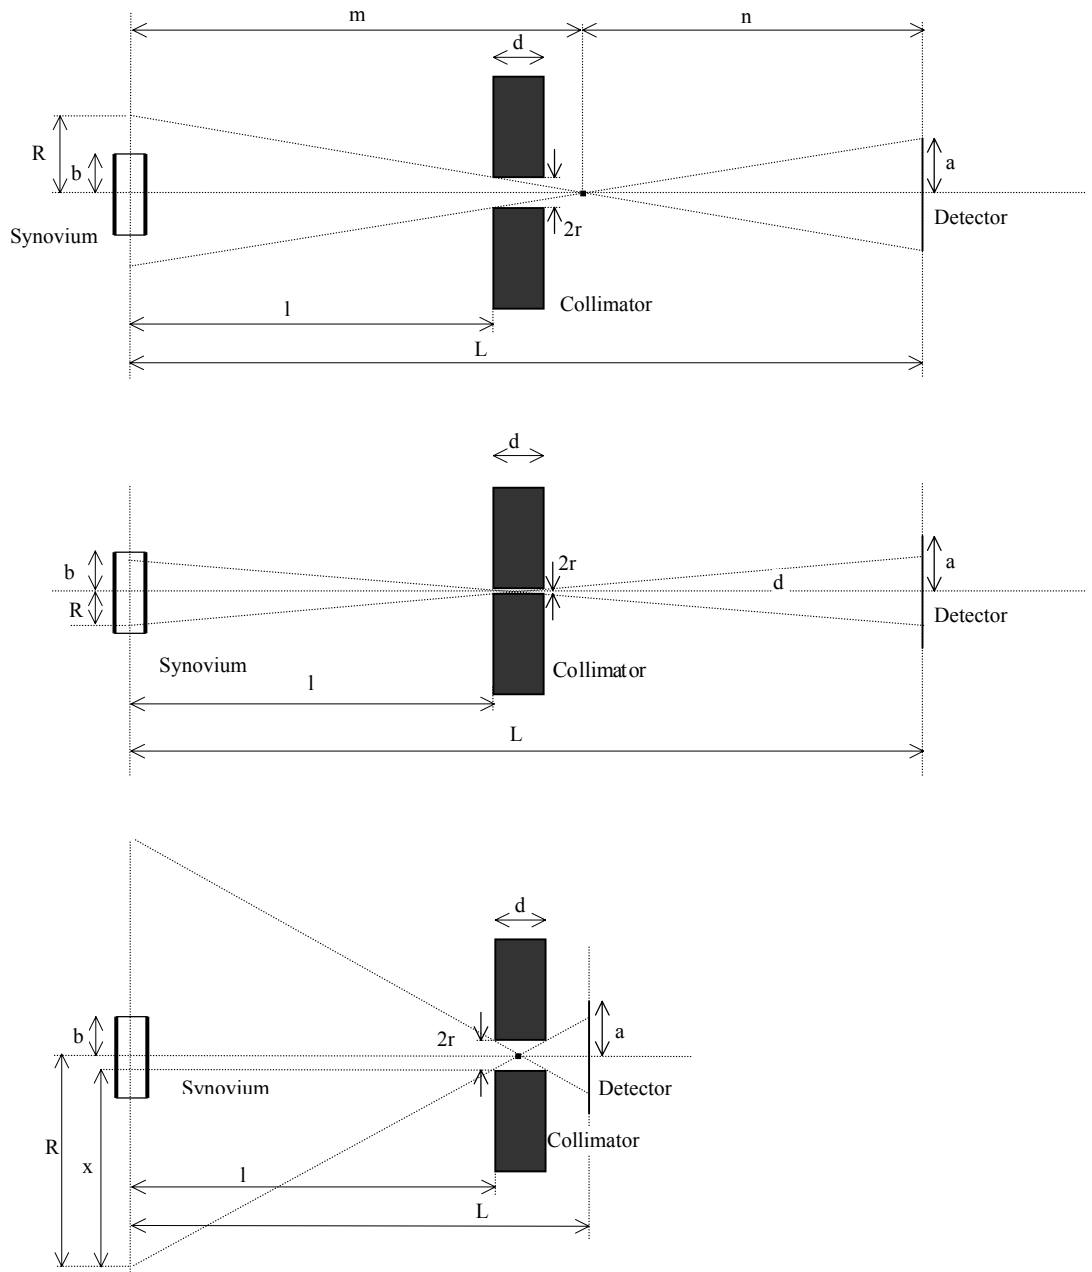 m n
d
R
b a
Synovium Detector
2r
Collimator
l
L
d
b 2r a
d
R
Detector
Synovium Collimator
l
L
d
b 2r a
Synovium Detector
Collimator
R x
l
L